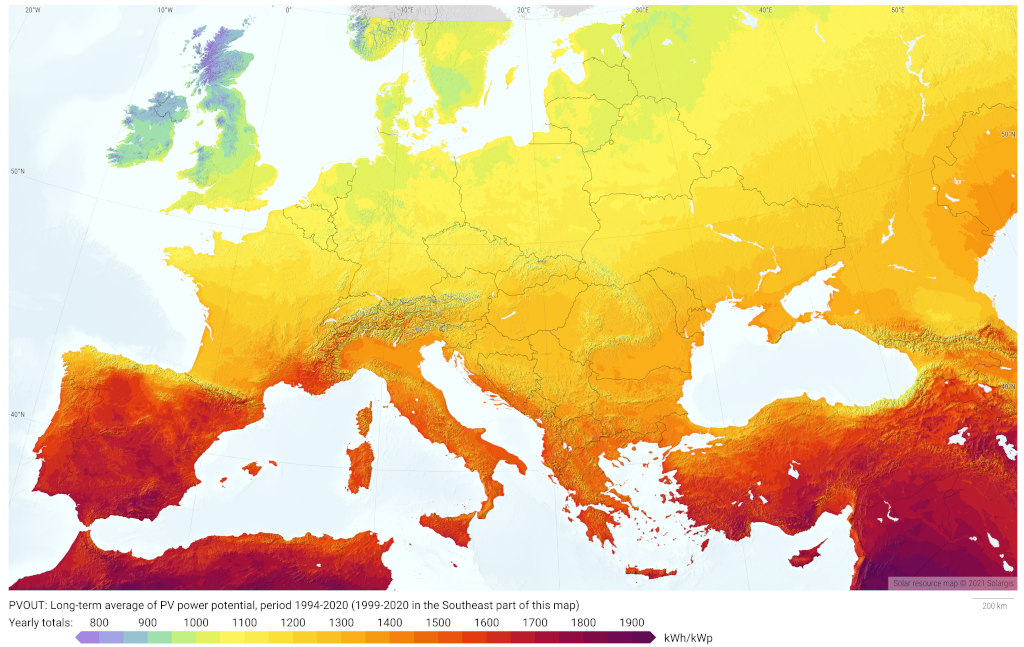 20°W 10°W 0° 10°E 20°E 30°E 40°E 50°E
50°N
50°N
40°N
40°N
Solar resource map © 2021 Solargis
PVOUT: Long-term average of PV power potential, period 1994-2020 (1999-2020 in the Southeast part of this map)
200 km
Yearly totals: 800 900 1000 1100 1200 1300 1400 1500 1600 1700 1800 1900 kWh/kWp